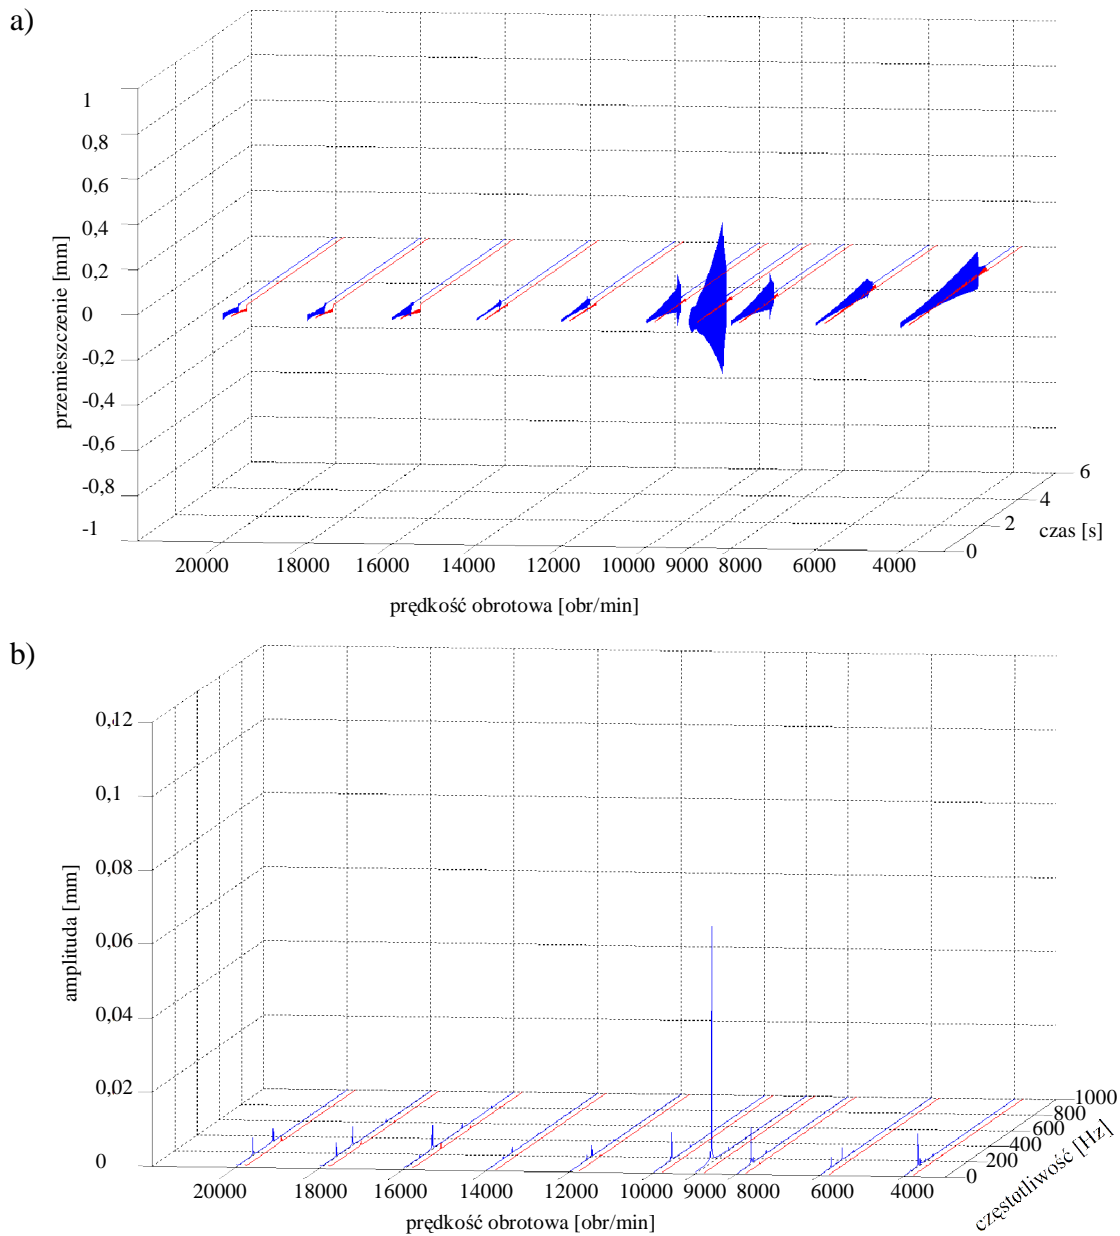 a)
1
0,8
0,6
0,4
0,2
0
-0,2
-0,4
-0,6
-0,8
-1
przemieszczenie [mm]
20000 18000 16000 14000 12000 10000 9000 8000 6000 4000
prędkość obrotowa [obr/min]
0 2 4 6
czas [s]
b)
0,12
0,1
0,08
0,06
0,04
0,02
0
amplituda [mm]
20000 18000 16000 14000 12000 10000 9000 8000 6000 4000
prędkość obrotowa [obr/min]
0 200 400 600 800 1000
częstotliwość [Hz]